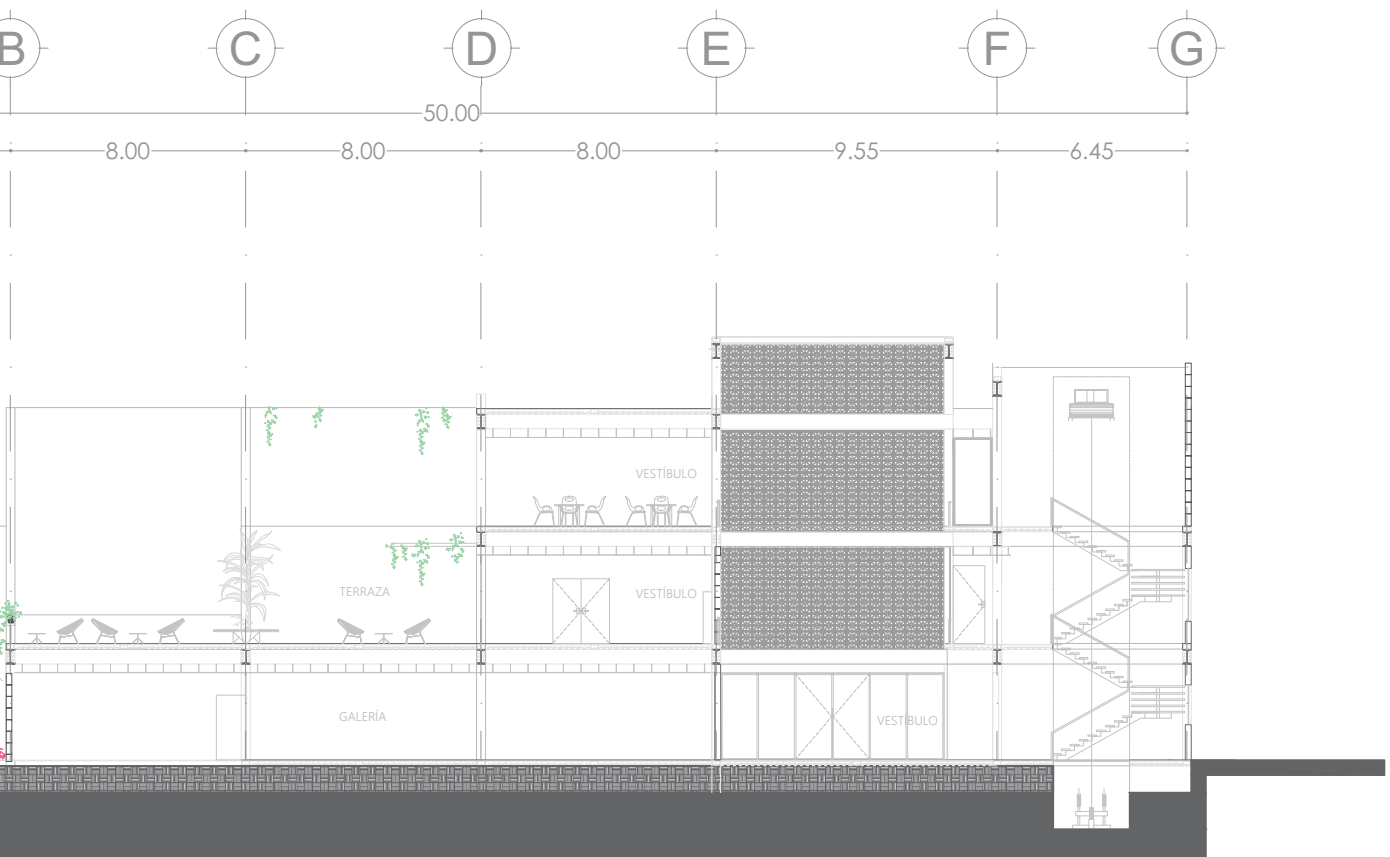 B C D E F G
50.00
8.00 8.00 8.00 9.55 6.45
VESTÍBULO
TERRAZA
VESTÍBULO
GALERÍA
VESTÍBULO